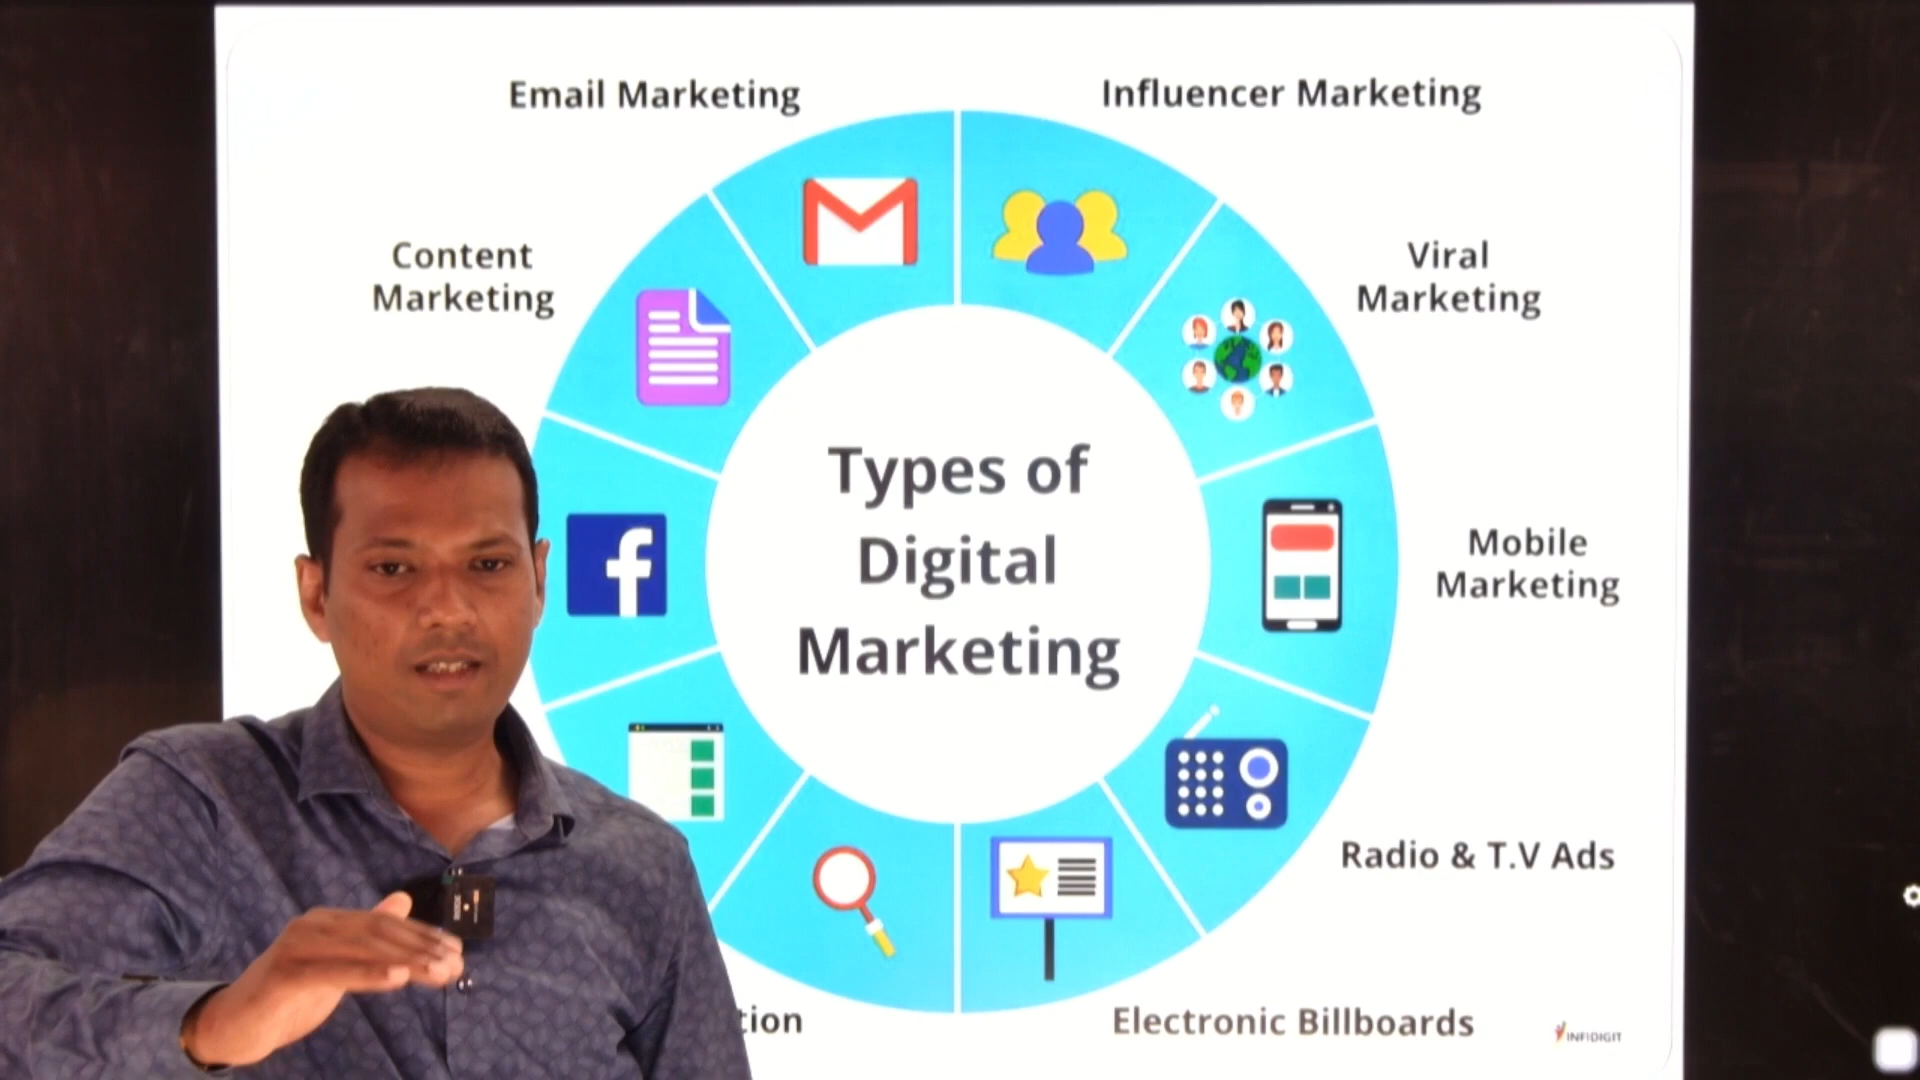 Email Marketing
Influencer Marketing
Content
Marketing
Viral
Marketing
Types of
Digital
Marketing
Mobile
Marketing
Radio & T.V Ads
tion
Electronic Billboards
INFIDIGIT